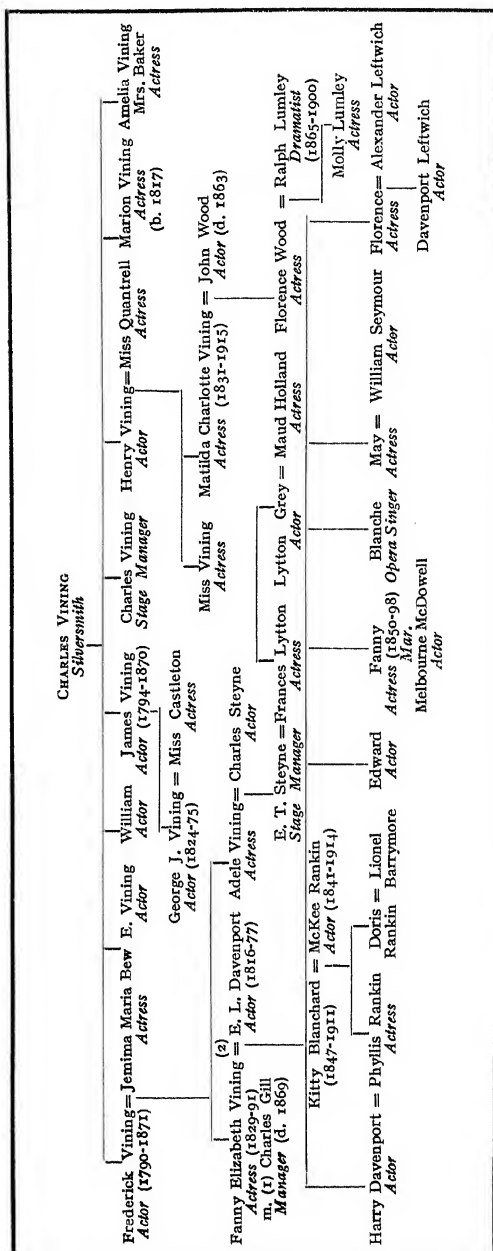 CHARLES VINING
Silversmith
Frederick Vining = Jemima Maria Bew E. Vining William James Vining Charles Vining Henry Vining = Miss Quantrell Marion Vining Amelia Vining
Actor (1790-1871) Actress Actor Actor Actor (1794-1870) Stage Manager Actor Actress Actress Mrs. Baker
(b. 1817) Actress
George J. Vining = Miss Castleton
Actor (1824-75) Actress
Miss Vining Matilda Charlotte Vining = John Wood
Actress Actress (1831-1915) Actor (d. 1863)
(2)
Fanny Elizabeth Vining = E. L. Davenport Adele Vining = Charles Steyne
Actress (1829-91) Actor (1816-77) Actress Actor
m. (1) Charles Gill
Manager (d. 1869)
E. T. Steyne = Frances Lytton Lytton Grey = Maud Holland Florence Wood = Ralph Lumley
Stage Manager Actress Actor Actress Actress Dramatist
(1865-1900)
Molly Lumley
Actress
Kitty Blanchard = McKee Rankin
(1847-1911) Actor (1841-1914)
Harry Davenport = Phyllis Rankin Doris = Lionel Edward Fanny Blanche May = William Seymour Florence = Alexander Leftwich
Actor Actress Rankin Barrymore Actor Actress (1850-98) Opera Singer Actress Actor Actress Actor
Mar.
Melbourne McDowell
Actor
Davenport Leftwich
Actor